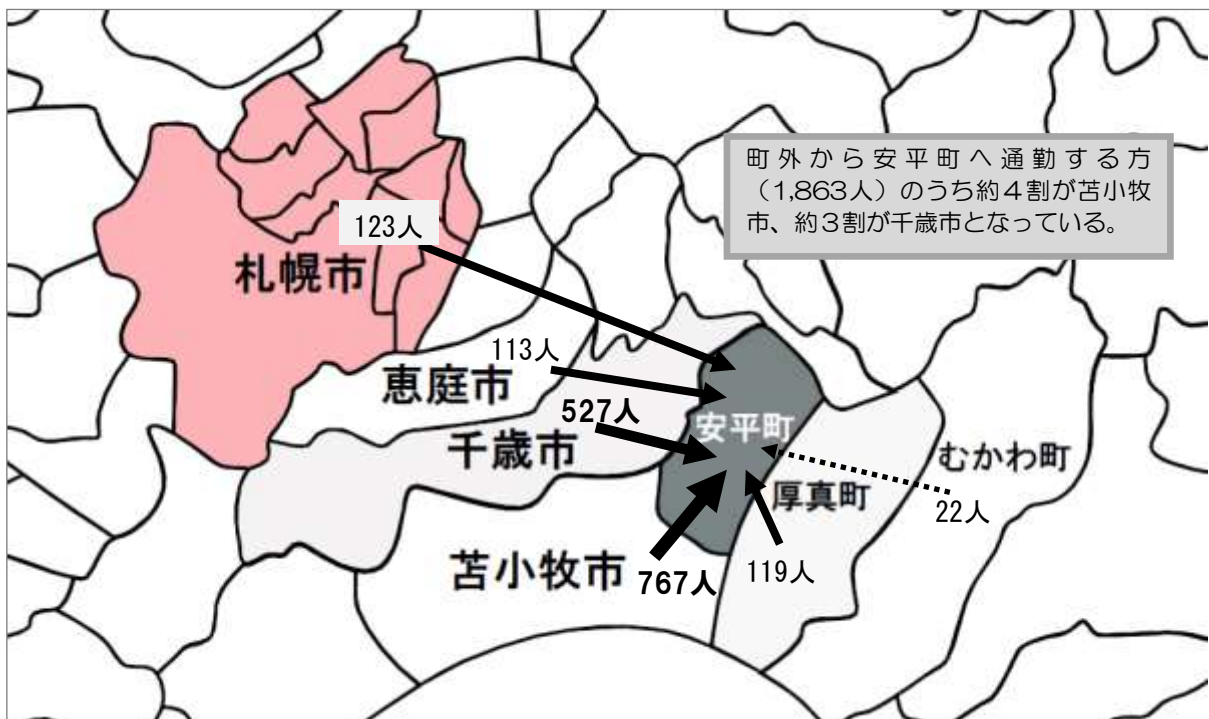 町外から安平町へ通勤する方
（1,863人）のうち約４割が苫小牧
市、約３割が千歳市となっている。
123人
札幌市
113人
恵庭市
527人
安平町
千歳市
むかわ町
厚真町
22人
苫小牧市
767人
119人